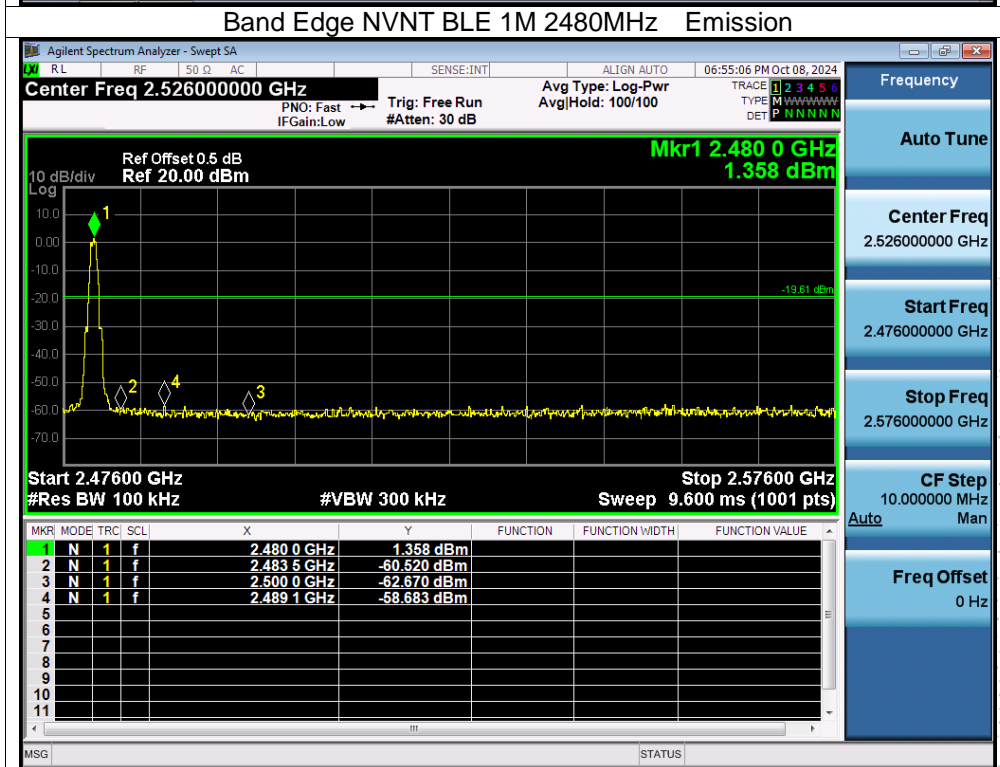 Band Edge NVNT BLE 1M 2480MHz Emission
Agilent Spectrum Analyzer - Swept SA
LXI RL RF 50 Ω AC SENSE:INT ALIGN AUTO 06:55:06 PM Oct 08, 2024
Center Freq 2.526000000 GHz Avg Type: Log-Pwr TRACE 1 2 3 4 5 6
PNO: Fast Trig: Free Run Avg|Hold: 100/100 TYPE M WWWWW
IFGain:Low #Atten: 30 dB DET P N N N N N
Frequency
Auto Tune
Center Freq
2.526000000 GHz
Start Freq
2.476000000 GHz
Stop Freq
2.576000000 GHz
CF Step
10.000000 MHz
Auto Man
Freq Offset
0 Hz
Mkr1 2.480 0 GHz
1.358 dBm
Ref Offset 0.5 dB
10 dB/div Ref 20.00 dBm
Log
10.0
0.00
-10.0
-20.0
-30.0
-40.0
-50.0
-60.0
-70.0
1
-19.61 dBm
2
4
3
Start 2.47600 GHz Stop 2.57600 GHz
#Res BW 100 kHz #VBW 300 kHz Sweep 9.600 ms (1001 pts)
MKR MODE TRC SCL X Y FUNCTION FUNCTION WIDTH FUNCTION VALUE
1 N 1 f 2.480 0 GHz 1.358 dBm
2 N 1 f 2.483 5 GHz -60.520 dBm
3 N 1 f 2.500 0 GHz -62.670 dBm
4 N 1 f 2.489 1 GHz -58.683 dBm
5
6
7
8
9
10
11
MSG STATUS